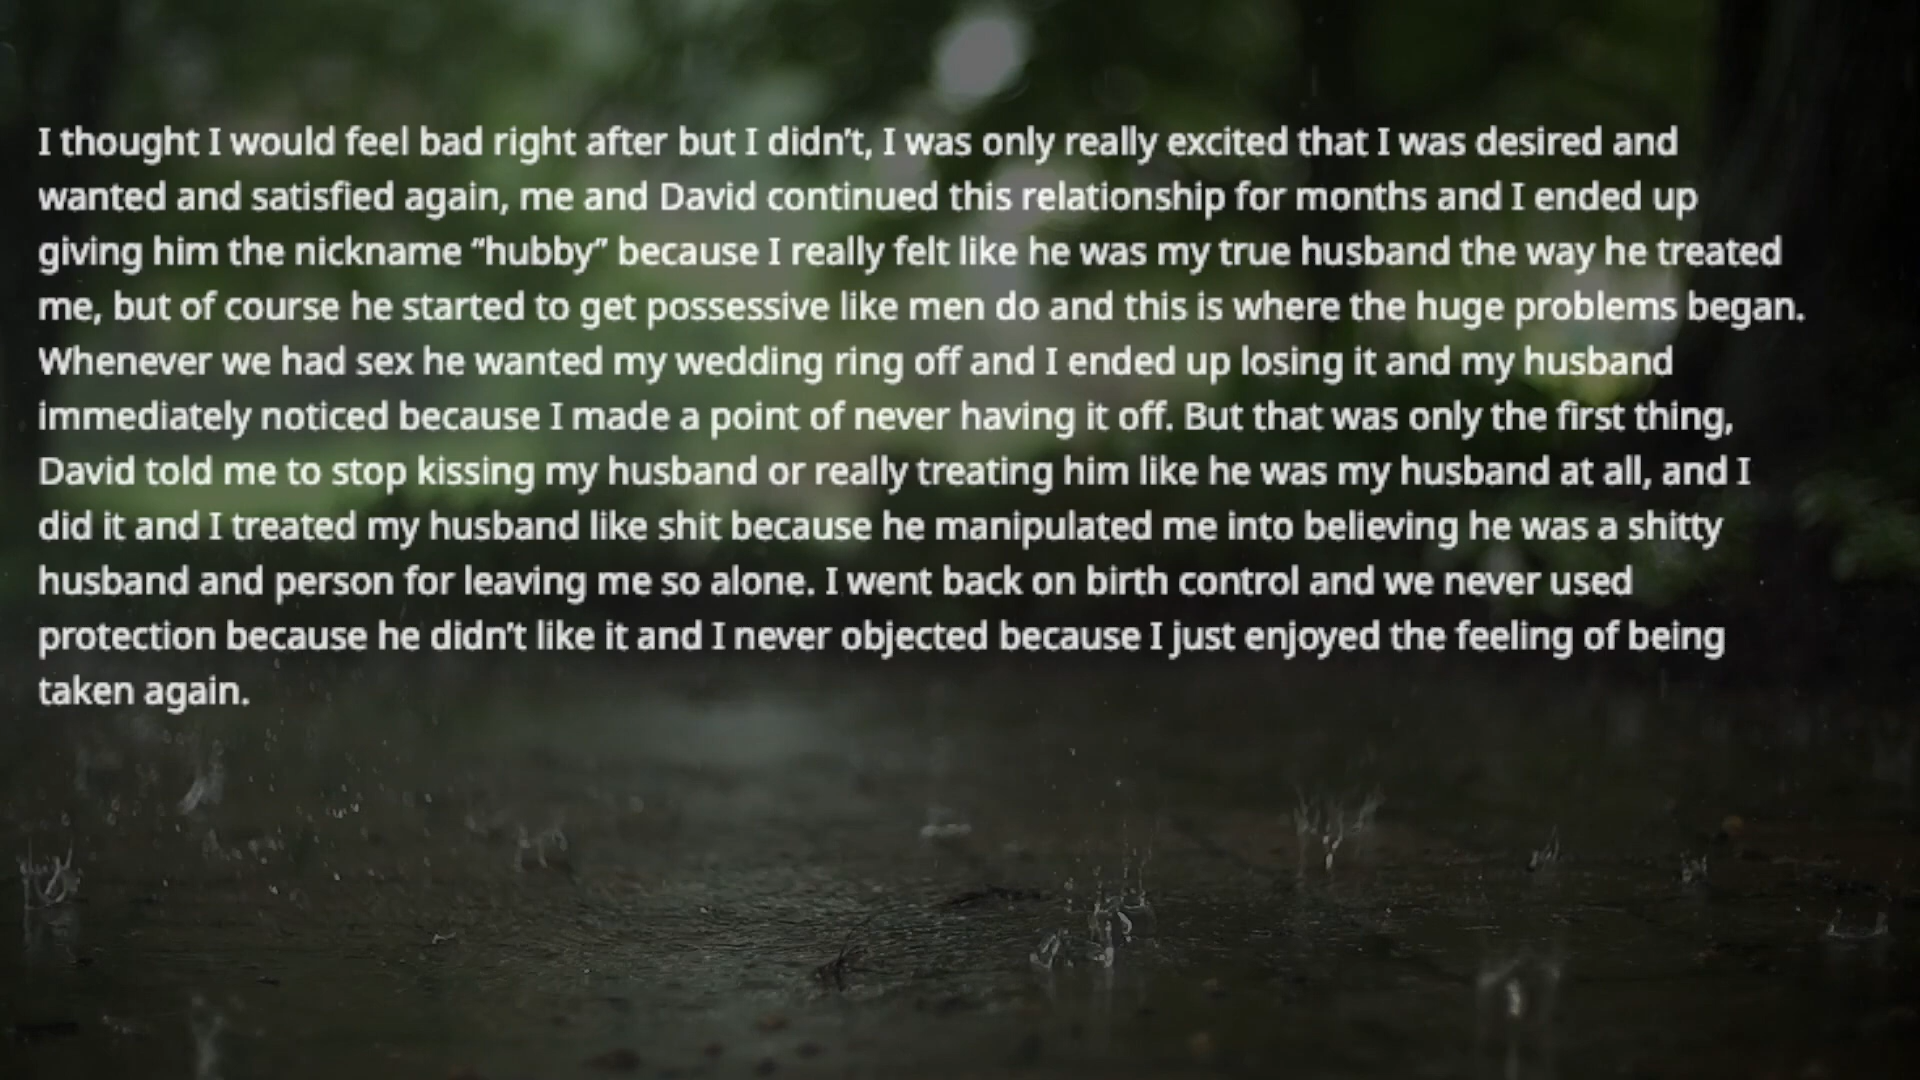 I thought I would feel bad right after but I didn’t, I was only really excited that I was desired and
wanted and satisfied again, me and David continued this relationship for months and I ended up
giving him the nickname “hubby” because I really felt like he was my true husband the way he treated
me, but of course he started to get possessive like men do and this is where the huge problems began.
Whenever we had sex he wanted my wedding ring off and I ended up losing it and my husband
immediately noticed because I made a point of never having it off. But that was only the first thing,
David told me to stop kissing my husband or really treating him like he was my husband at all, and I
did it and I treated my husband like shit because he manipulated me into believing he was a shitty
husband and person for leaving me so alone. I went back on birth control and we never used
protection because he didn’t like it and I never objected because I just enjoyed the feeling of being
taken again.